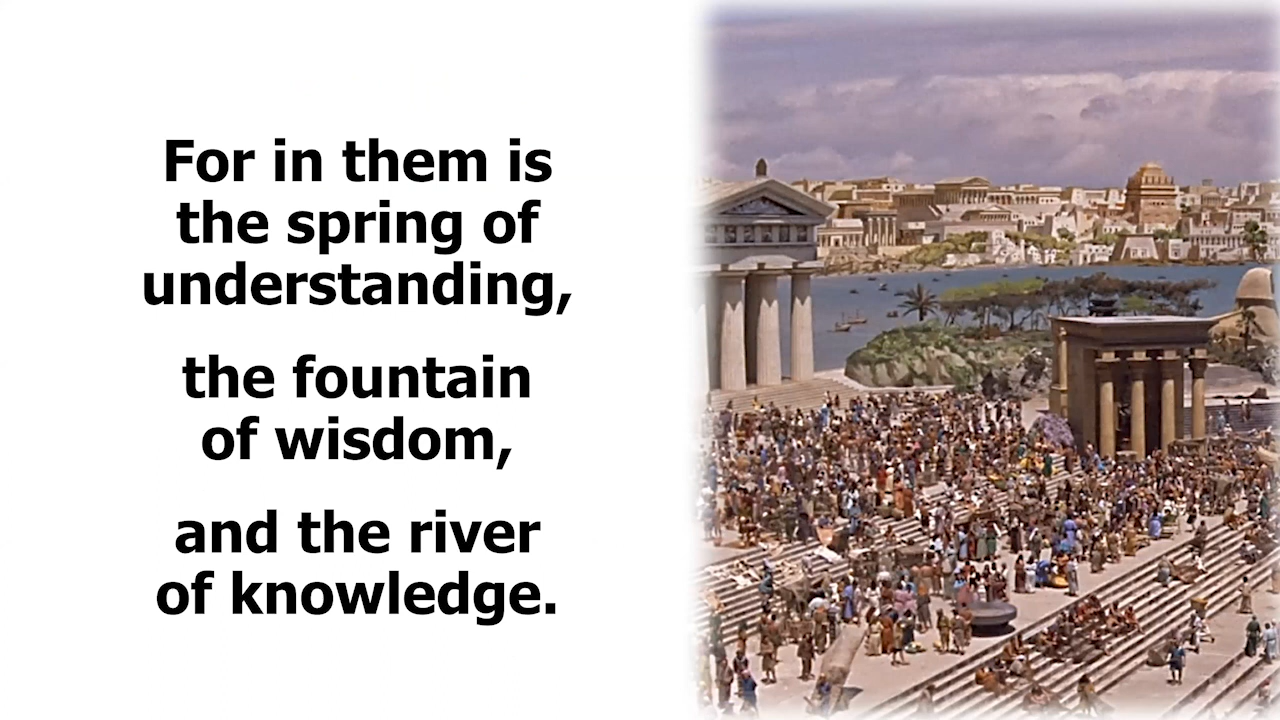 For in them is
the spring of
understanding,
the fountain
of wisdom,
and the river
of knowledge.